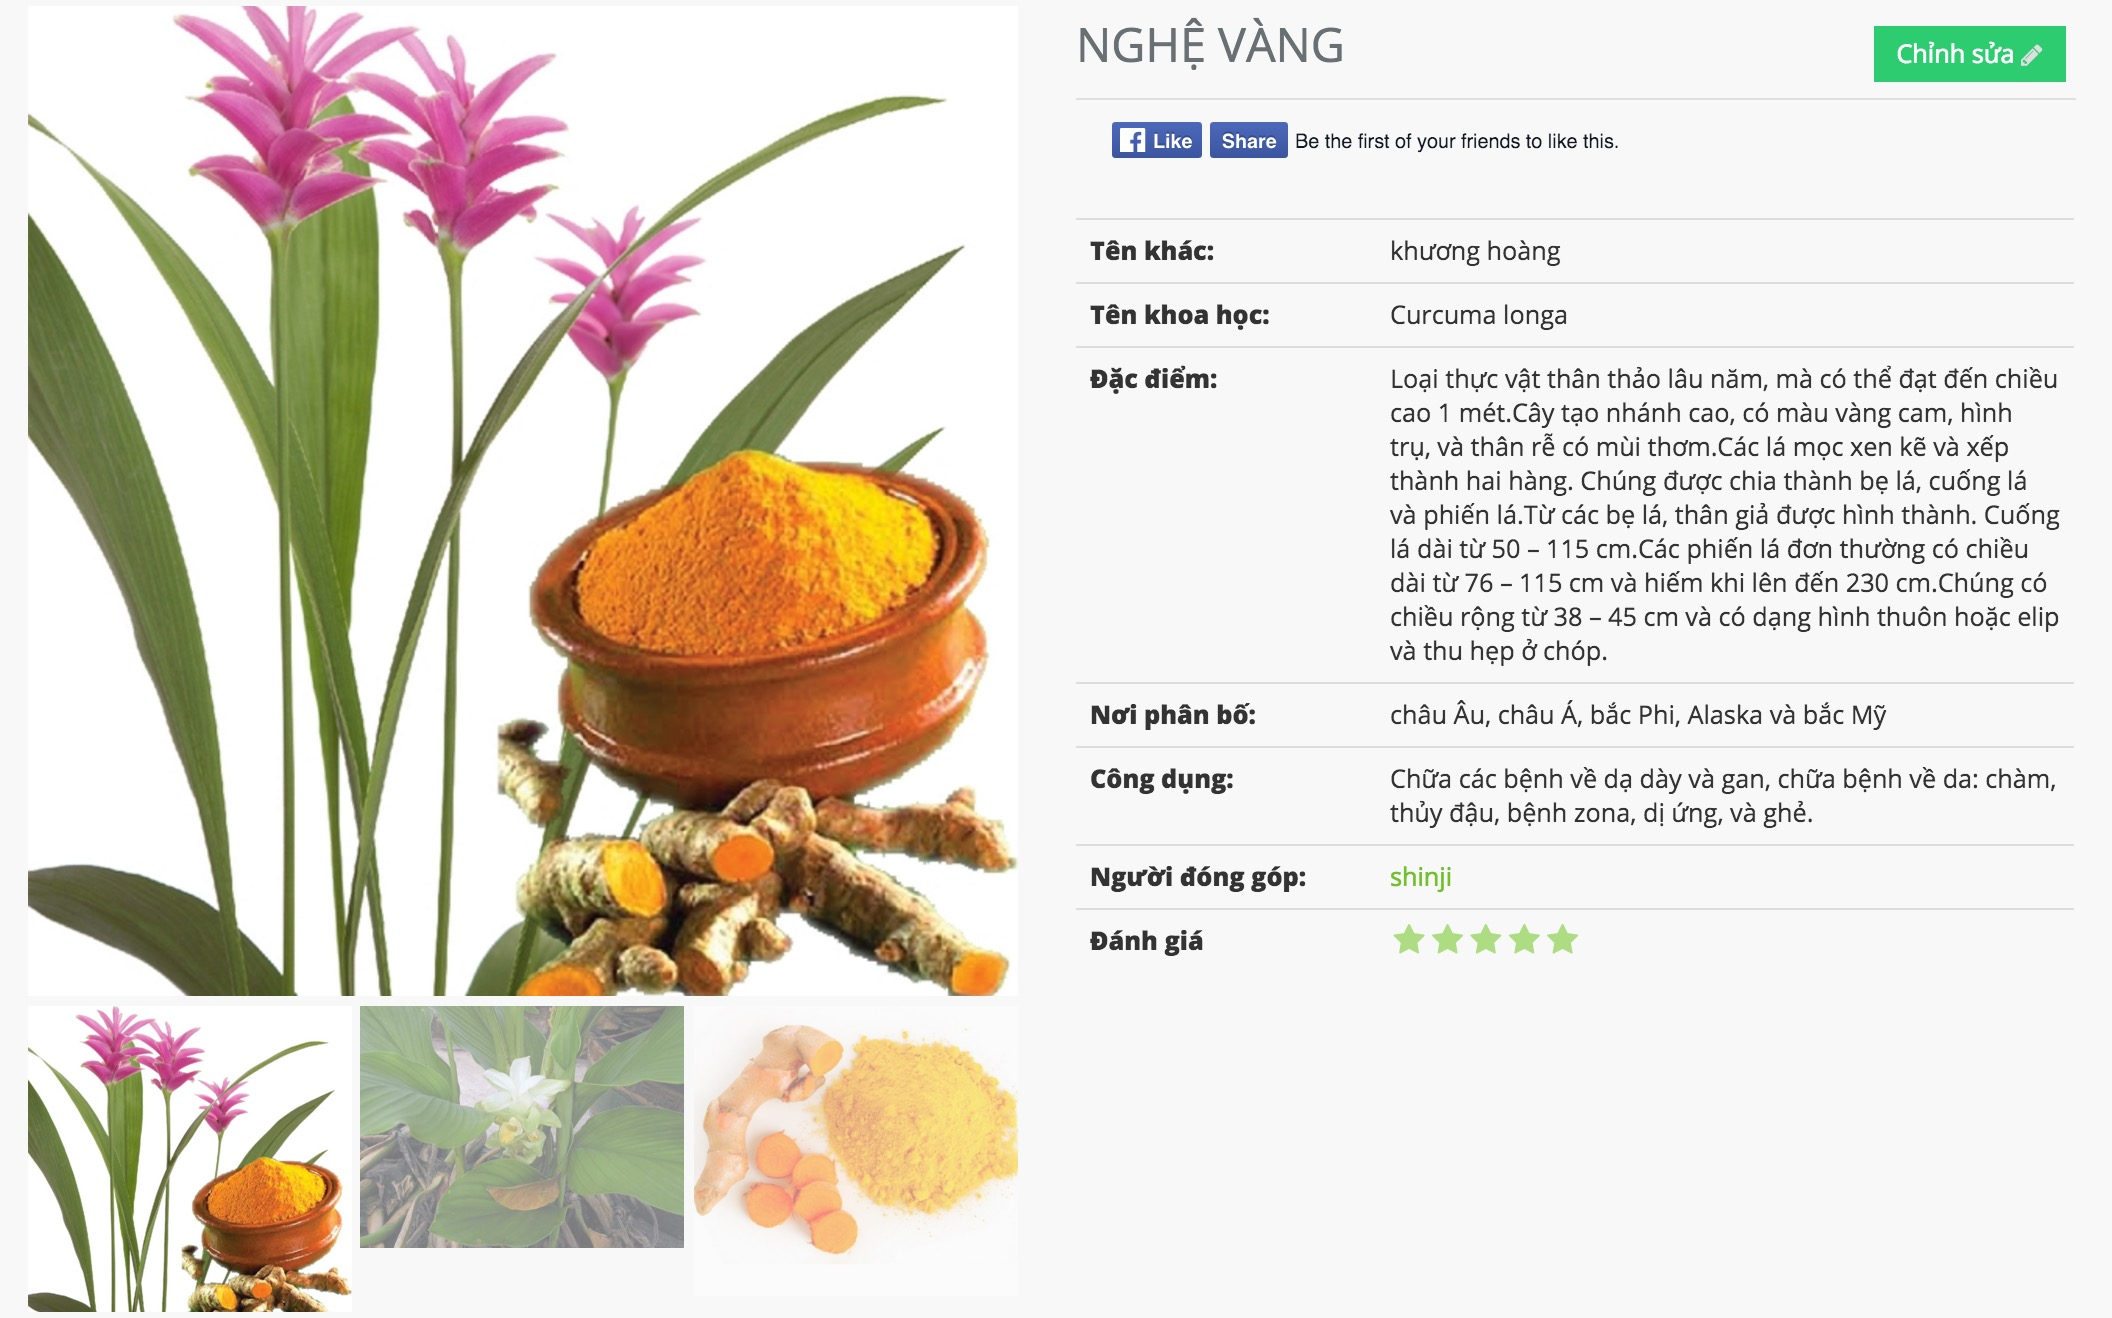 NGHỆ VÀNG
Chỉnh sửa
Like Share Be the first of your friends to like this.
Tên khác: khương hoàng
Tên khoa học: Curcuma longa
Đặc điểm: Loại thực vật thân thảo lâu năm, mà có thể đạt đến chiều
cao 1 mét.Cây tạo nhánh cao, có màu vàng cam, hình
trụ, và thân rễ có mùi thơm.Các lá mọc xen kẽ và xếp
thành hai hàng. Chúng được chia thành bẹ lá, cuống lá
và phiến lá.Từ các bẹ lá, thân giả được hình thành. Cuống
lá dài từ 50 – 115 cm.Các phiến lá đơn thường có chiều
dài từ 76 – 115 cm và hiếm khi lên đến 230 cm.Chúng có
chiều rộng từ 38 – 45 cm và có dạng hình thuôn hoặc elip
và thu hẹp ở chóp.
Nơi phân bố: châu Âu, châu Á, bắc Phi, Alaska và bắc Mỹ
Công dụng: Chữa các bệnh về dạ dày và gan, chữa bệnh về da: chàm,
thủy đậu, bệnh zona, dị ứng, và ghẻ.
Người đóng góp: shinji
Đánh giá